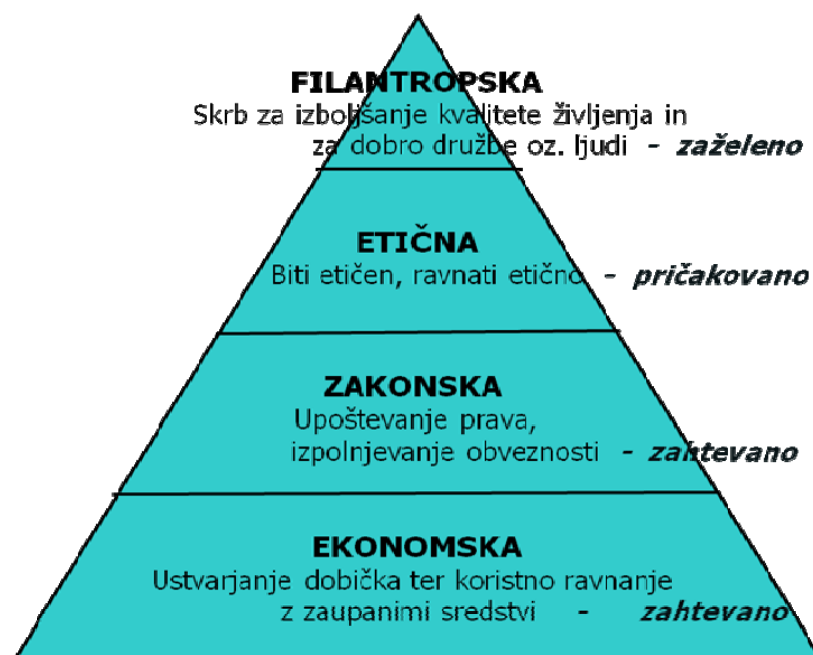 FILANTROPSKA
Skrb za izboljšanje kvalitete življenja in
za dobro družbe oz. ljudi - zaželeno
ETIČNA
Biti etičen, ravnati etično - pričakovano
ZAKONSKA
Upoštevanje prava,
izpolnjevanje obveznosti - zahtevano
EKONOMSKA
Ustvarjanje dobička ter koristno ravnanje
z zaupanimi sredstvi - zahtevano